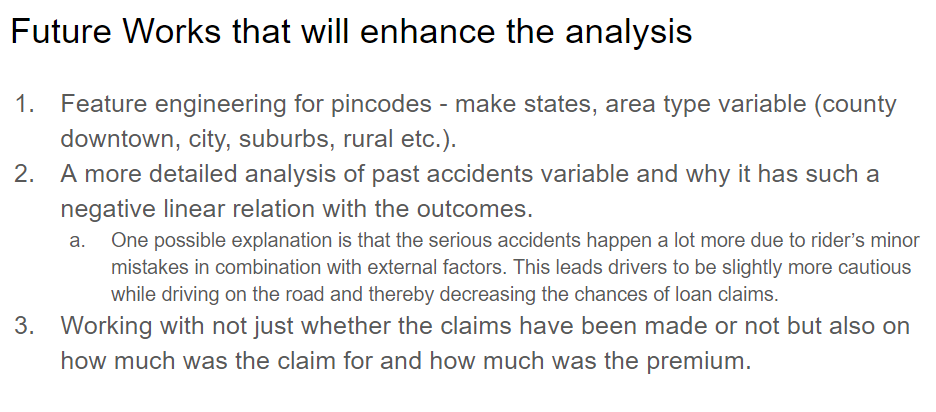 Future Works that will enhance the analysis
1. Feature engineering for pincodes - make states, area type variable (county
downtown, city, suburbs, rural etc.).
2. A more detailed analysis of past accidents variable and why it has such a
negative linear relation with the outcomes.
a. One possible explanation is that the serious accidents happen a lot more due to rider’s minor
mistakes in combination with external factors. This leads drivers to be slightly more cautious
while driving on the road and thereby decreasing the chances of loan claims.
3. Working with not just whether the claims have been made or not but also on
how much was the claim for and how much was the premium.